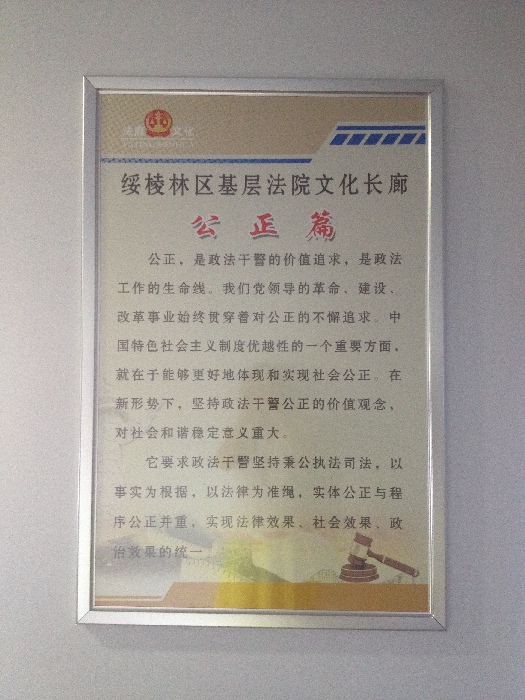 法院文化
绥棱林区基层法院文化长廊
公正篇
公正，是政法干警的价值追求，是政法
工作的生命线。我们党领导的革命、建设、
改革事业始终贯穿着对公正的不懈追求。中
国特色社会主义制度优越性的一个重要方面，
就在于能够更好地体现和实现社会公正。在
新形势下，坚持政法干警公正的价值观念，
对社会和谐稳定意义重大。
它要求政法干警坚持秉公执法司法，以
事实为根据，以法律为准绳，实体公正与程
序公正并重，实现法律效果、社会效果、政
治效果的统一